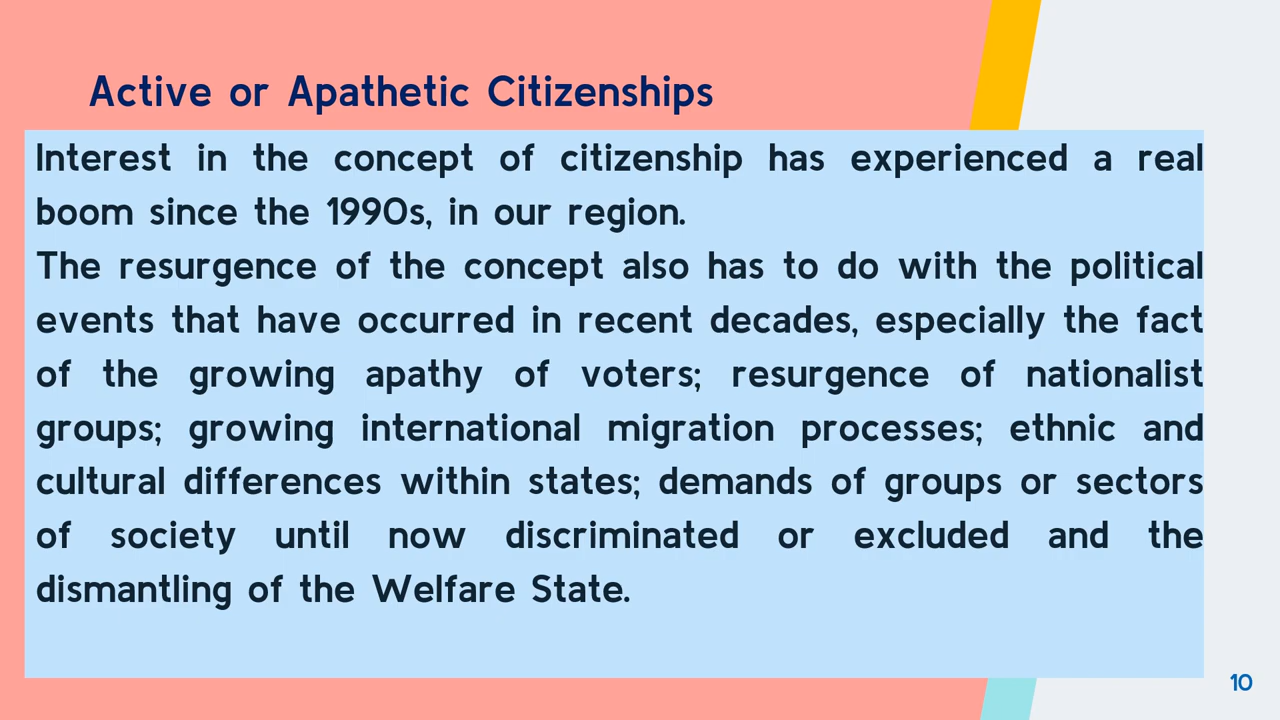 Active or Apathetic Citizenships
Interest in the concept of citizenship has experienced a real
boom since the 1990s, in our region.
The resurgence of the concept also has to do with the political
events that have occurred in recent decades, especially the fact
of the growing apathy of voters; resurgence of nationalist
groups; growing international migration processes; ethnic and
cultural differences within states; demands of groups or sectors
of society until now discriminated or excluded and the
dismantling of the Welfare State.
10